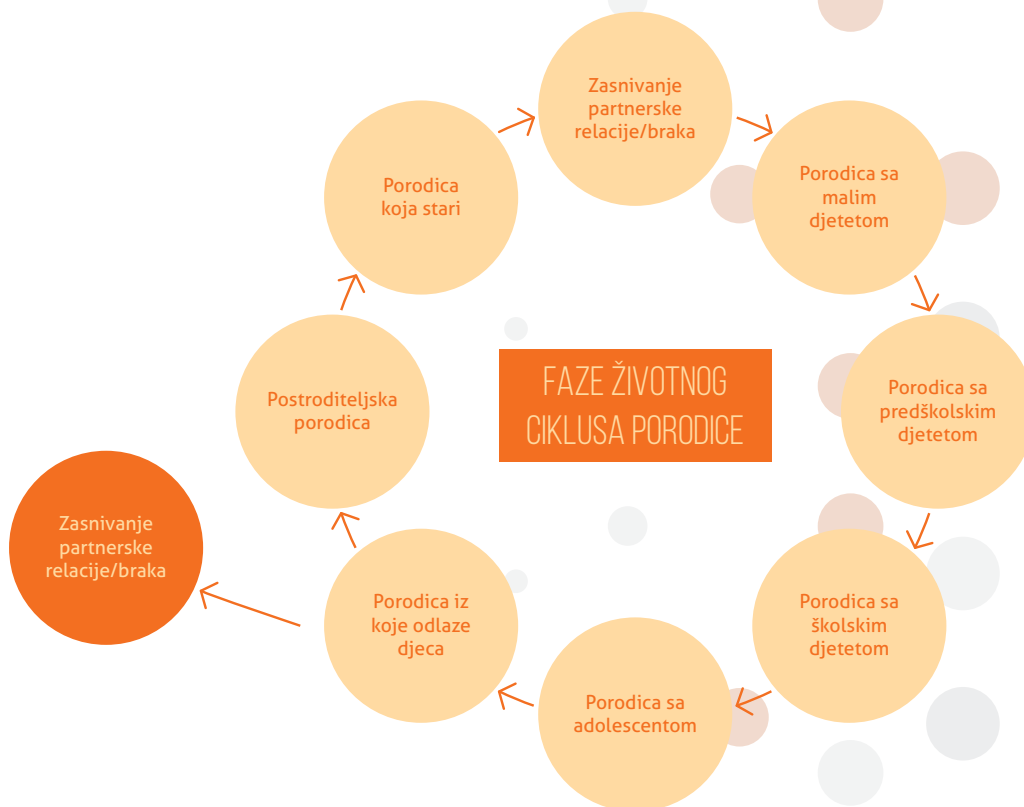 Zasnivanje
partnerske
relacije/braka
Porodica sa
malim
djetetom
Porodica sa
predškolskim
djetetom
Porodica sa
školskim
djetetom
Porodica sa
adolescentom
Porodica iz
koje odlaze
djeca
Zasnivanje
partnerske
relacije/braka
Postroditeljska
porodica
Porodica
koja stari
FAZE ŽIVOTNOG
CIKLUSA PORODICE